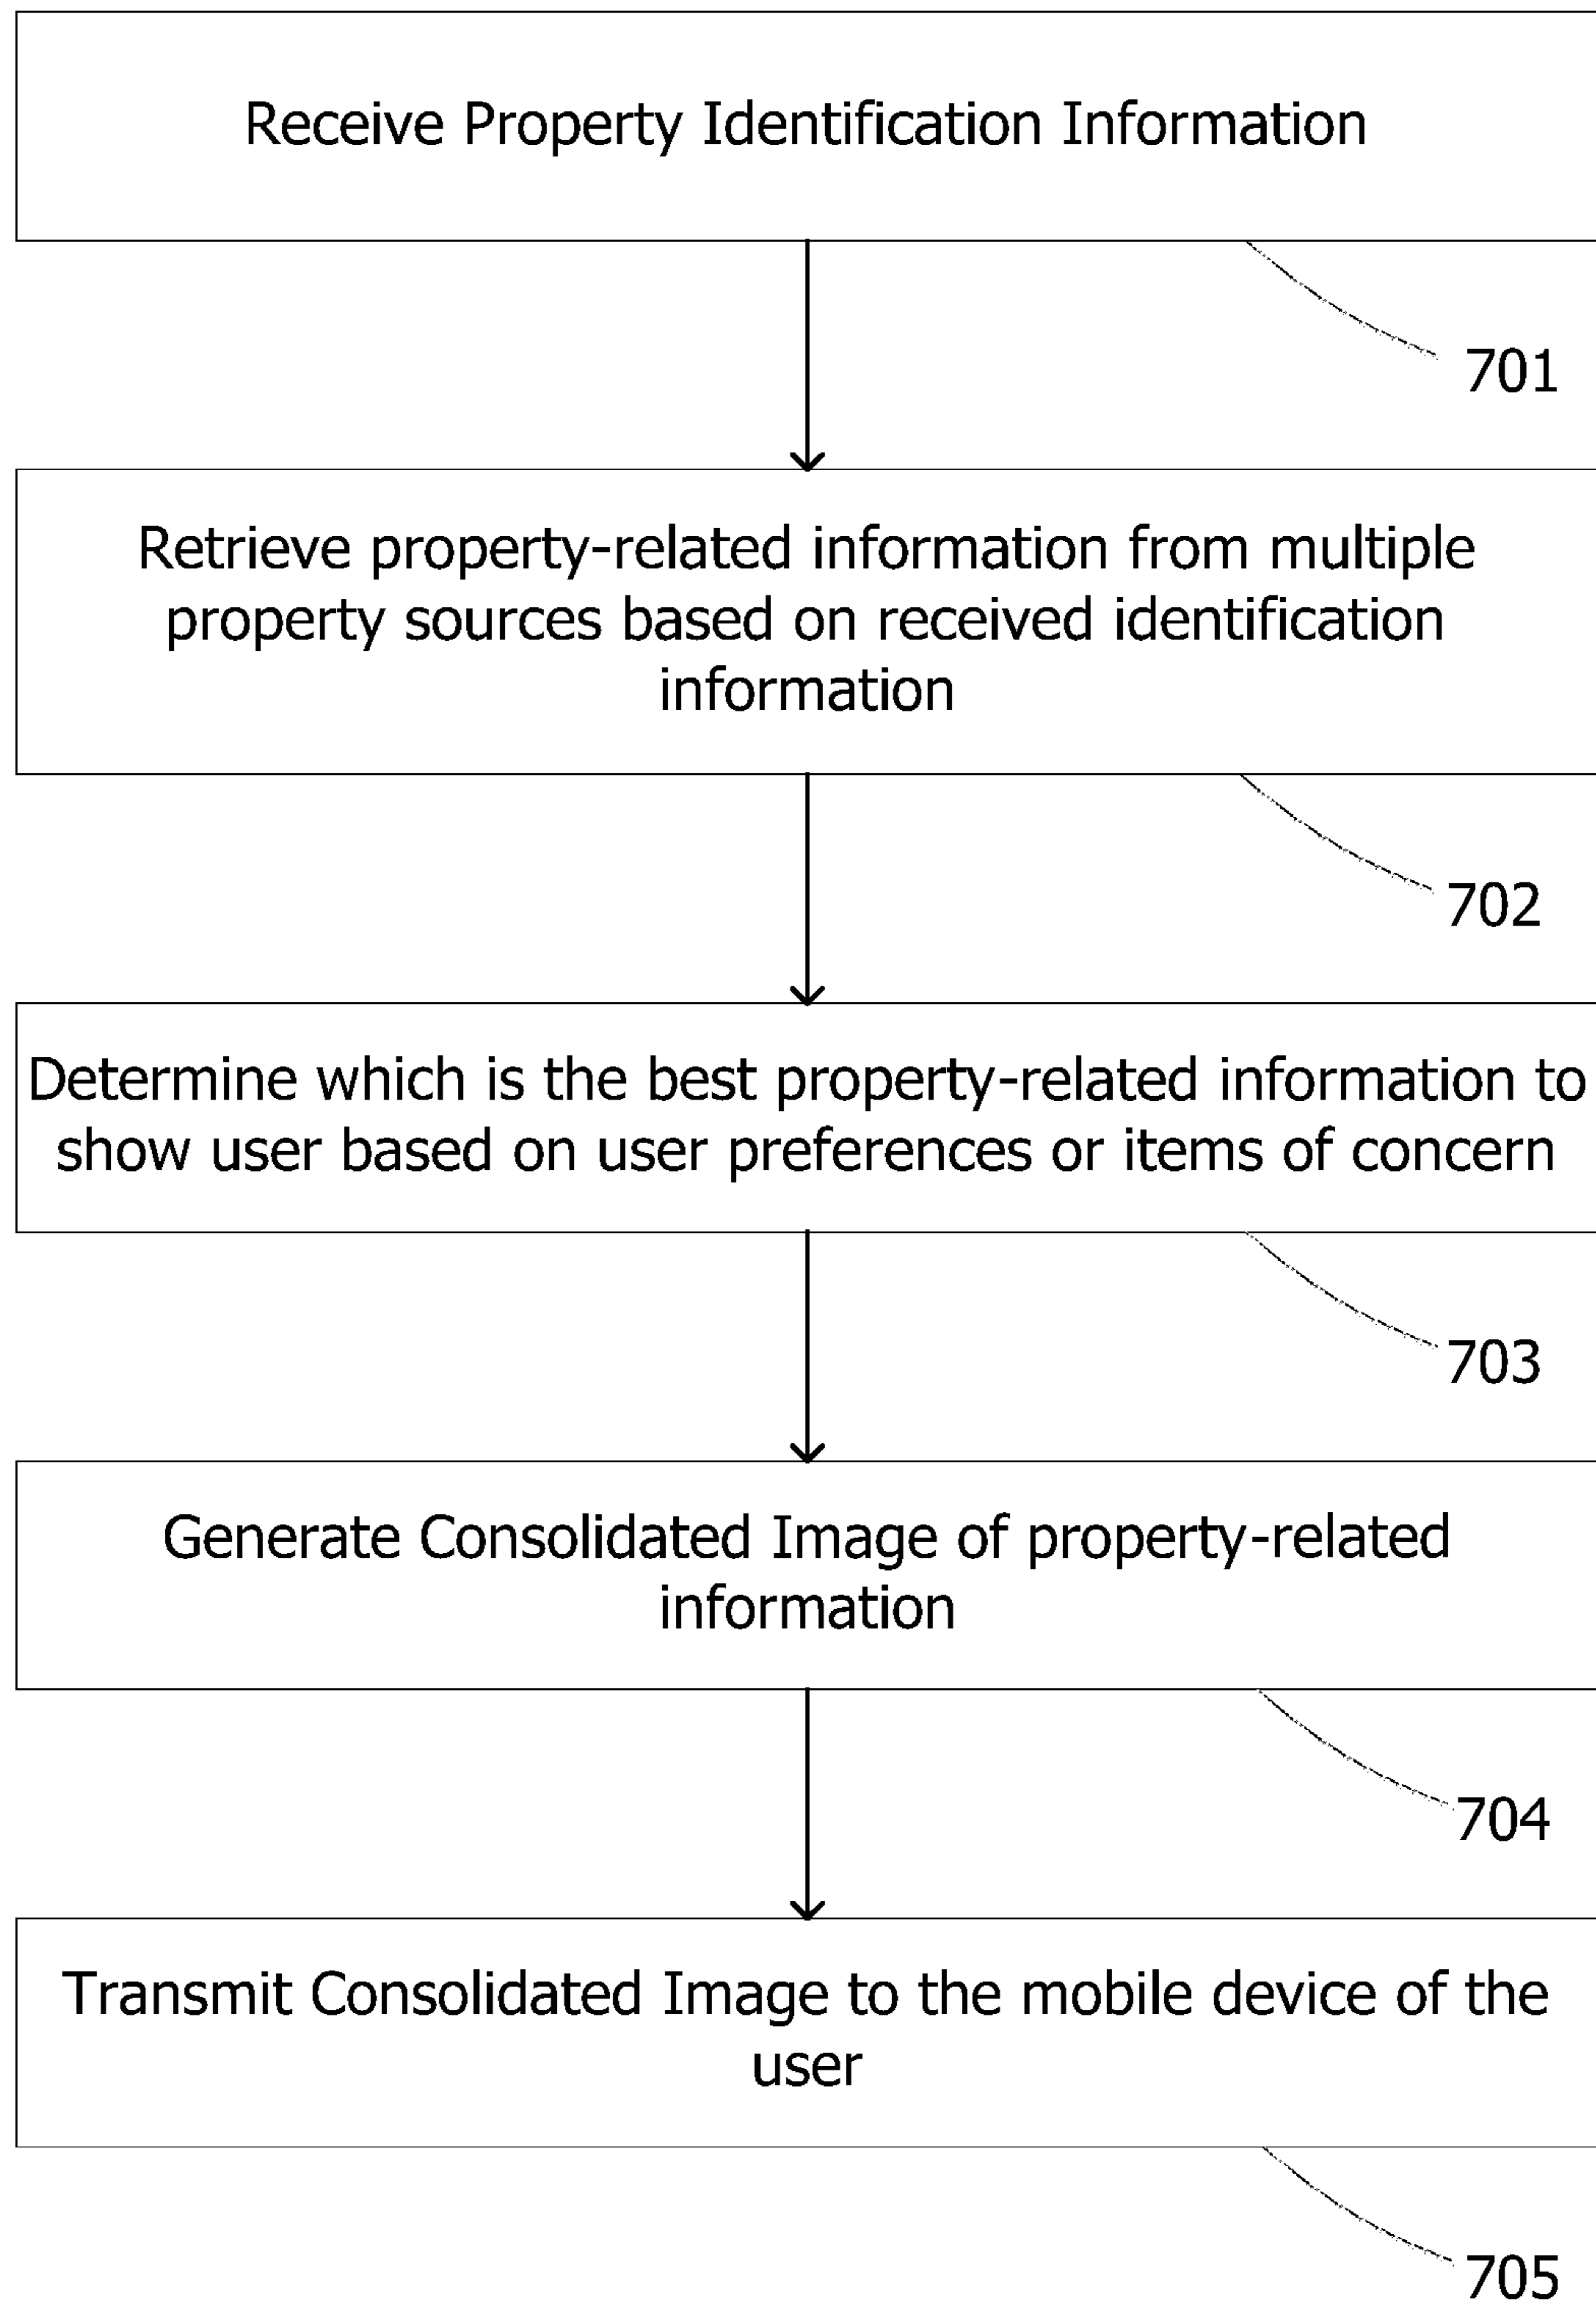 Receive Property Identification Information
701
Retrieve property-related information from multiple
property sources based on received identification
information
702
Determine which is the best property-related information to
show user based on user preferences or items of concern
703
Generate Consolidated Image of property-related
information
704
Transmit Consolidated Image to the mobile device of the
user
705